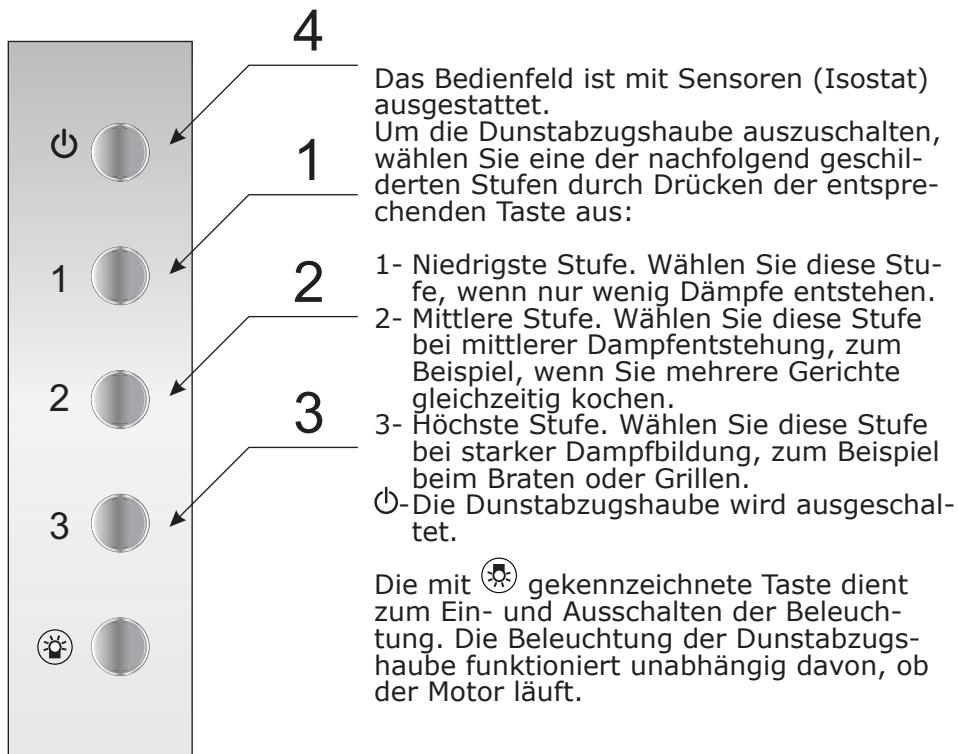 4
1
2
3
1
2
3
Das Bedienfeld ist mit Sensoren (Isostat)
ausgestattet.
Um die Dunstabzugshaube auszuschalten,
wählen Sie eine der nachfolgend geschil-
derten Stufen durch Drücken der entspre-
chenden Taste aus:
1- Niedrigste Stufe. Wählen Sie diese Stu-
fe, wenn nur wenig Dämpfe entstehen.
2- Mittlere Stufe. Wählen Sie diese Stufe
bei mittlerer Dampfentstehung, zum
Beispiel, wenn Sie mehrere Gerichte
gleichzeitig kochen.
3- Höchste Stufe. Wählen Sie diese Stufe
bei starker Dampfbildung, zum Beispiel
beim Braten oder Grillen.
⏻-Die Dunstabzugshaube wird ausgeschal-
tet.
Die mit gekennzeichnete Taste dient
zum Ein- und Ausschalten der Beleuch-
tung. Die Beleuchtung der Dunstabzugs-
haube funktioniert unabhängig davon, ob
der Motor läuft.